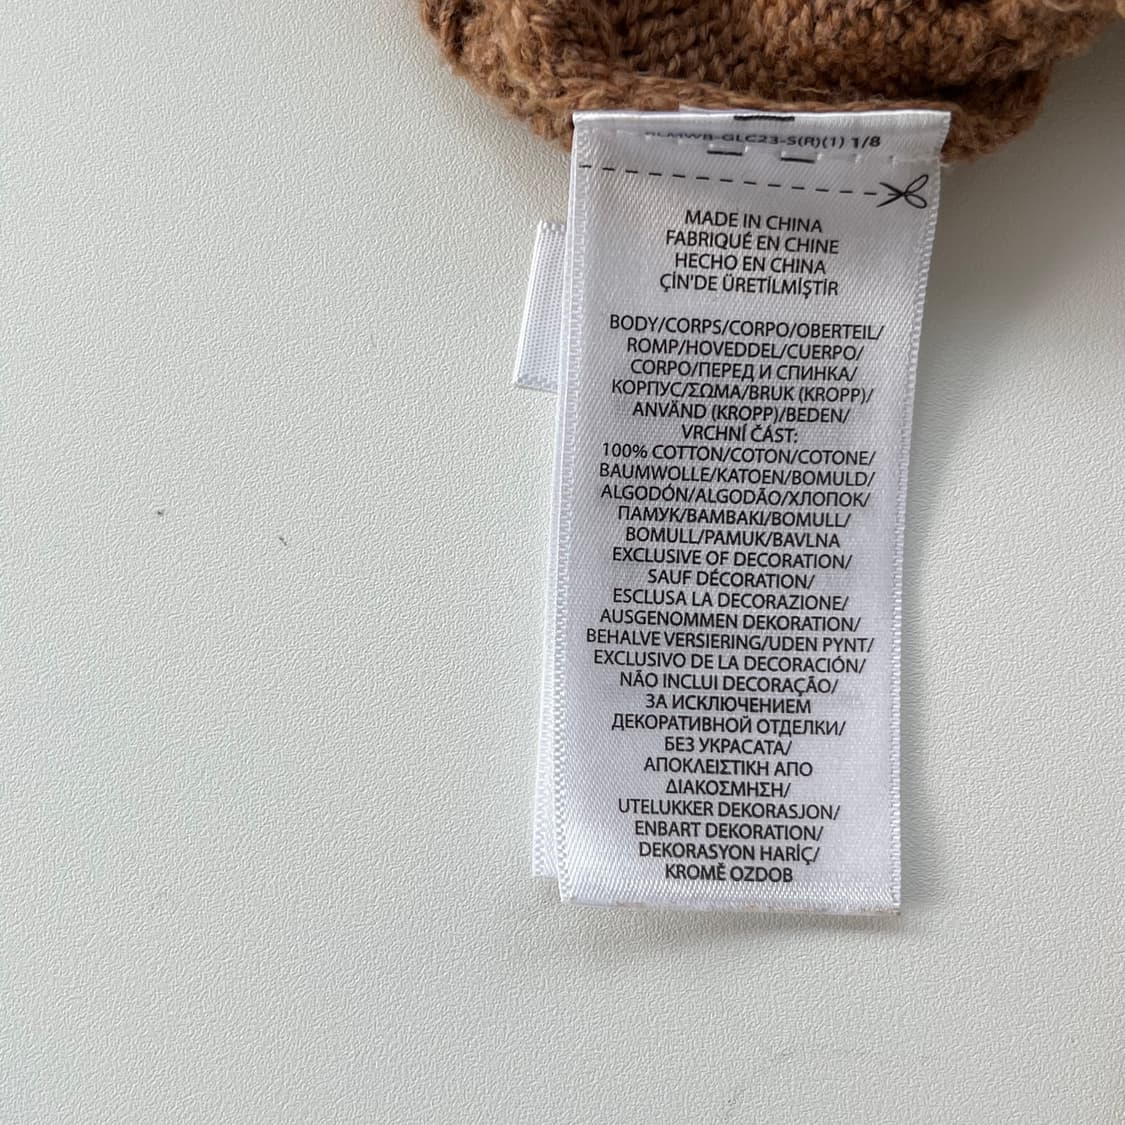 GLC23-S(R)(1) 1/8
MADE IN CHINA
FABRIQUÉ EN CHINE
HECHO EN CHINA
ÇİN'DE ÜRETİLMİŞTİR
BODY/CORPS/CORPO/OBERTEIL/
ROMP/HOVEDDEL/CUERPO/
CORPO/ПЕРЕД И СПИНКА/
КОРПУС/ΣΩΜΑ/BRUK (KROPP)/
ANVÄND (KROPP)/BEDEN/
VRCHNÍ ČÁST:
100% COTTON/COTON/COTONE/
BAUMWOLLE/KATOEN/BOMULD/
ALGODÓN/ALGODÃO/ХЛОПОК/
ПАМУК/BAMBAKI/BOMULL/
BOMULL/PAMUK/BAVLNA
EXCLUSIVE OF DECORATION/
SAUF DÉCORATION/
ESCLUSA LA DECORAZIONE/
AUSGENOMMEN DEKORATION/
BEHALVE VERSIERING/UDEN PYNT/
EXCLUSIVO DE LA DECORACIÓN/
NÃO INCLUI DECORAÇÃO/
ЗА ИСКЛЮЧЕНИЕМ
ДЕКОРАТИВНОЙ ОТДЕЛКИ/
БЕЗ УКРАСАТА/
ΑΠΟΚΛΕΙΣΤΙΚΗ ΑΠΟ
ΔΙΑΚΟΣΜΗΣΗ/
UTELUKKER DEKORASJON/
ENBART DEKORATION/
DEKORASYON HARİÇ/
KROMĚ OZDOB